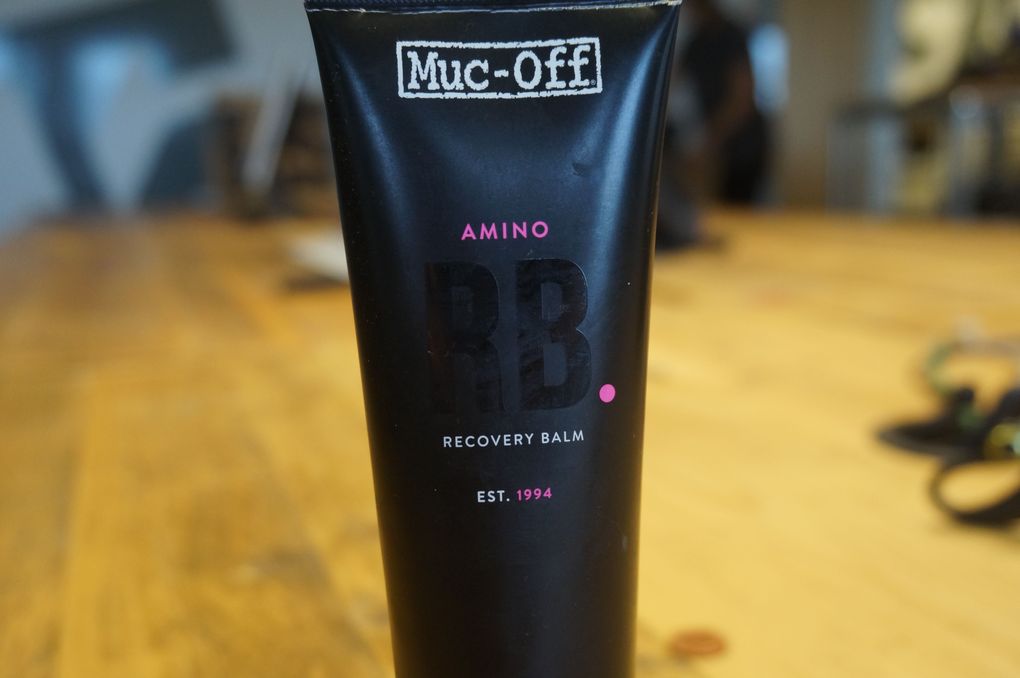 Muc-Off
AMINO
RB.
RECOVERY BALM
EST. 1994